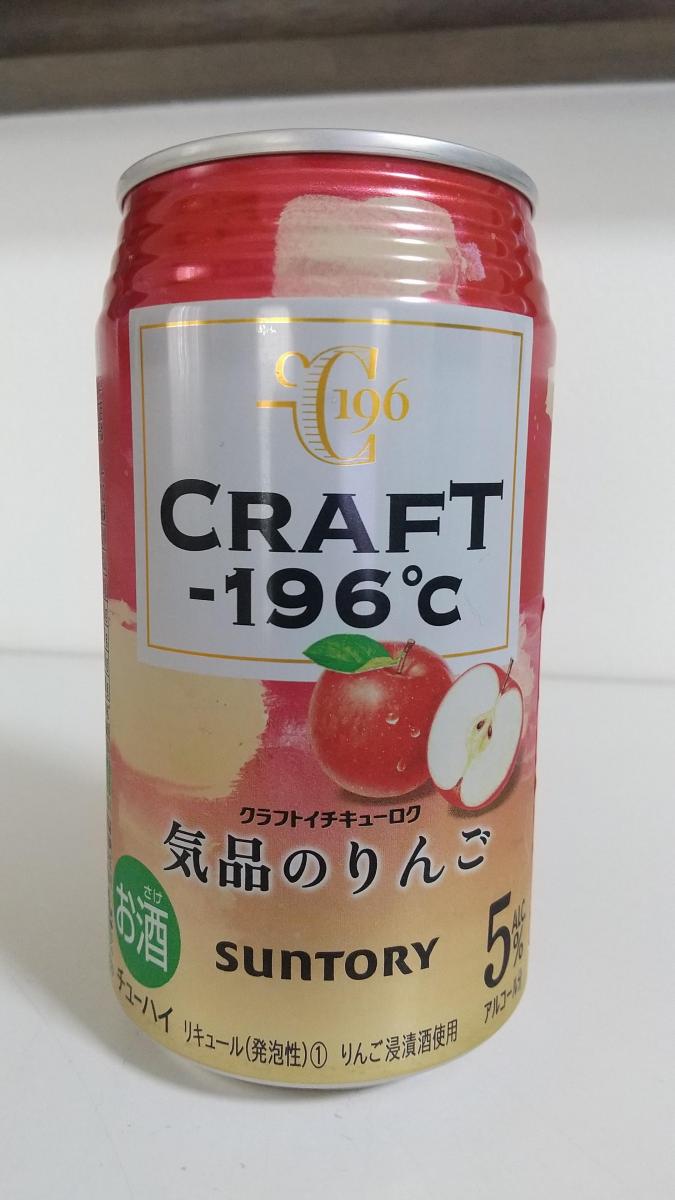 -°C196
CRAFT
-196°C
クラフトイチキューロク
気品のりんご
さけ
お酒
SUNTORY
5%
ALC.
アルコール分
チューハイ
リキュール(発泡性)① りんご浸漬酒使用